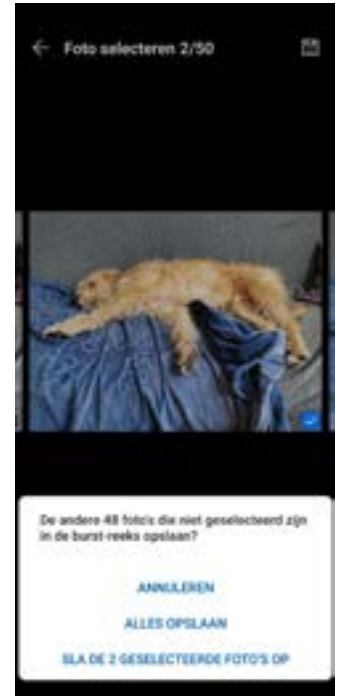 Foto selecteren 2/50
De andere 48 foto's die niet geselecteerd zijn
in de burst-reeks opslaan?
ANNULEREN
ALLES OPSLAAN
SLA DE 2 GESELECTEERDE FOTO'S OP